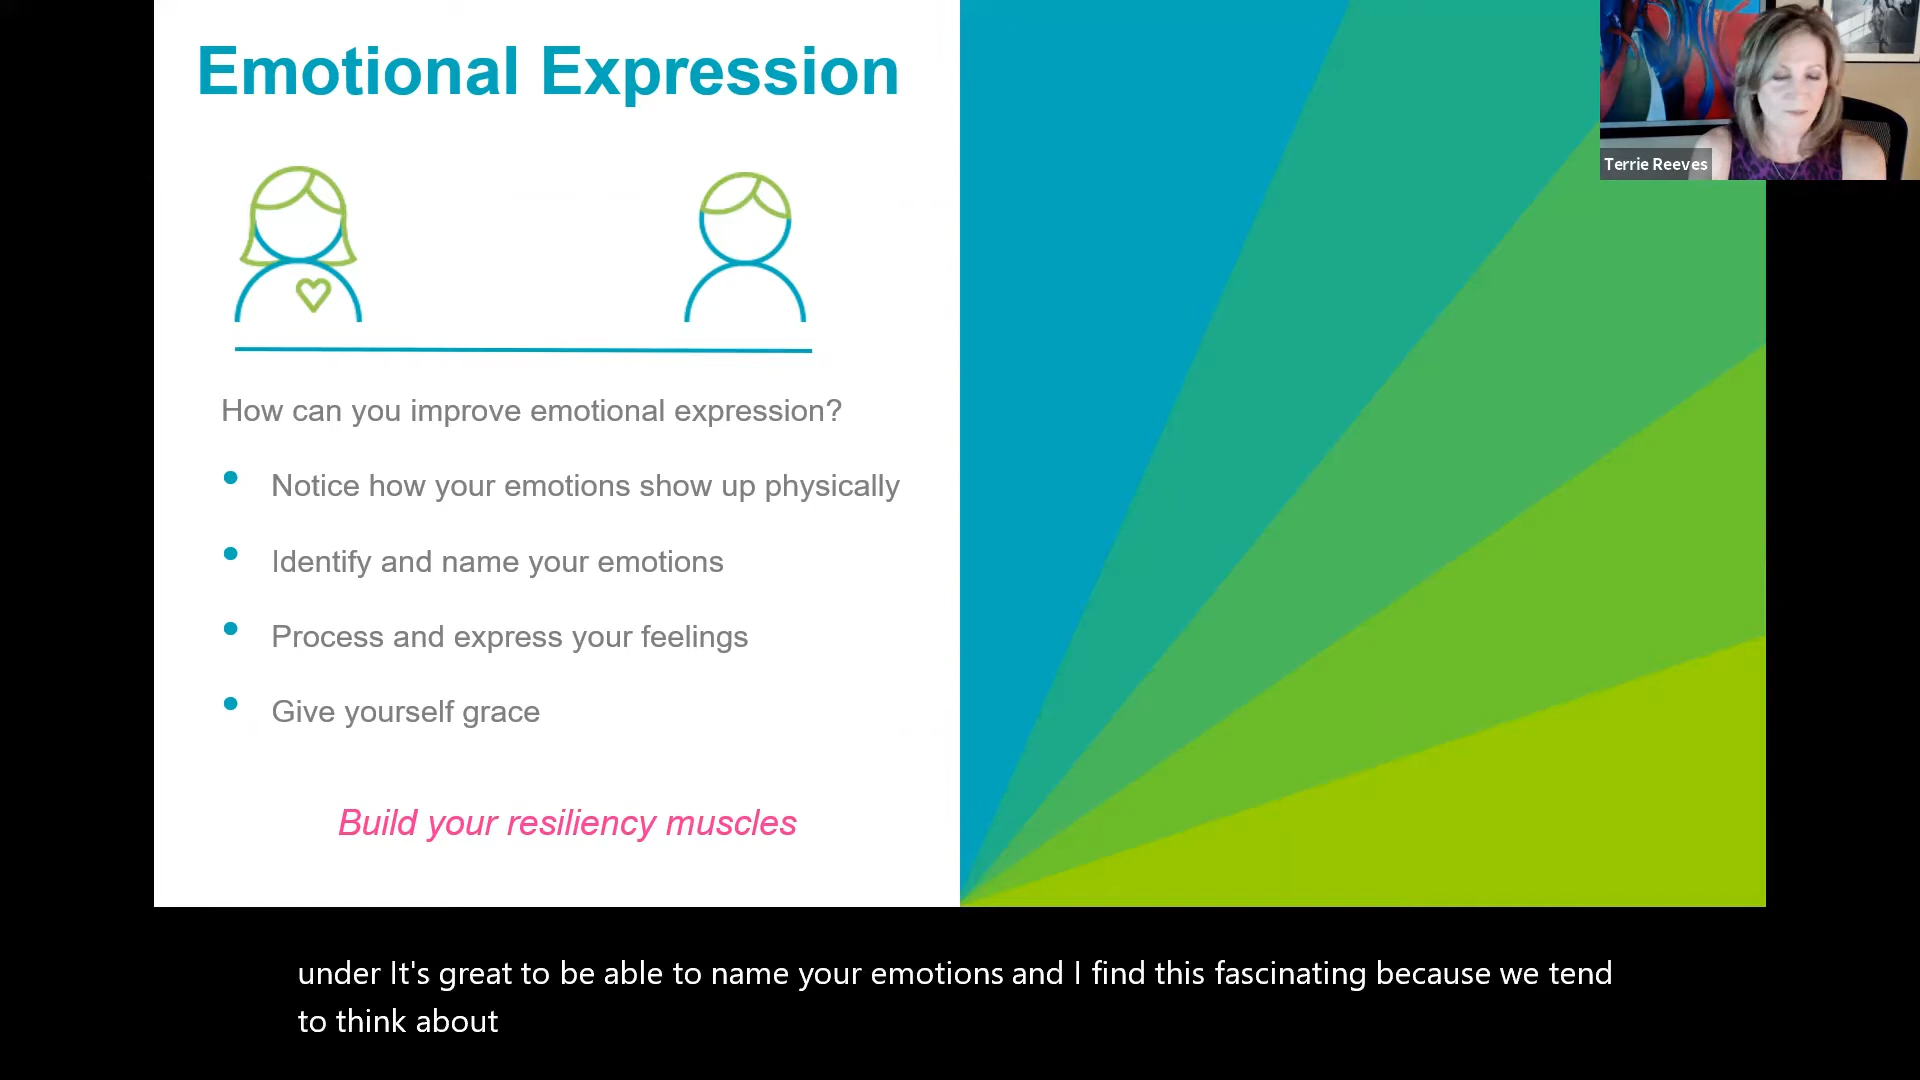 Emotional Expression
Terrie Reeves
How can you improve emotional expression?
Notice how your emotions show up physically
Identify and name your emotions
Process and express your feelings
Give yourself grace
Build your resiliency muscles
under It's great to be able to name your emotions and I find this fascinating because we tend
to think about